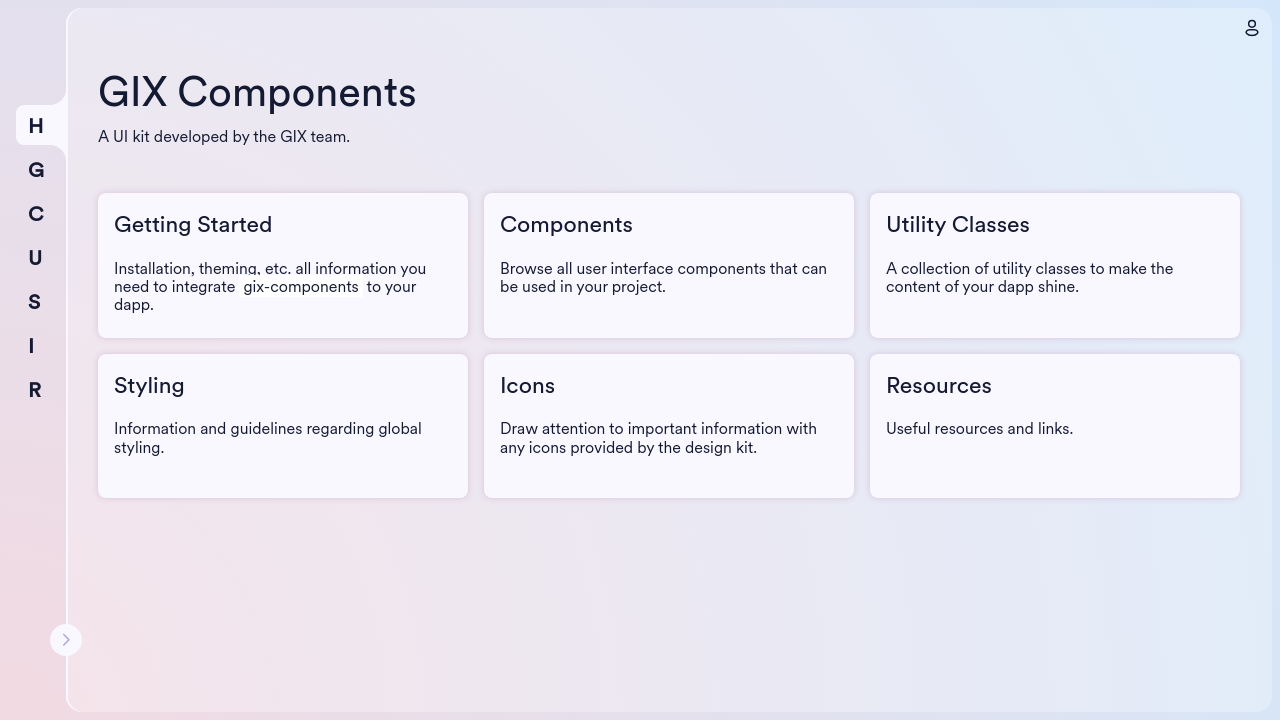 H
G
C
U
S
I
R
GIX Components
A UI kit developed by the GIX team.
Getting Started
Installation, theming, etc. all information you
need to integrate gix-components to your
dapp.
Components
Browse all user interface components that can
be used in your project.
Utility Classes
A collection of utility classes to make the
content of your dapp shine.
Styling
Information and guidelines regarding global
styling.
Icons
Draw attention to important information with
any icons provided by the design kit.
Resources
Useful resources and links.